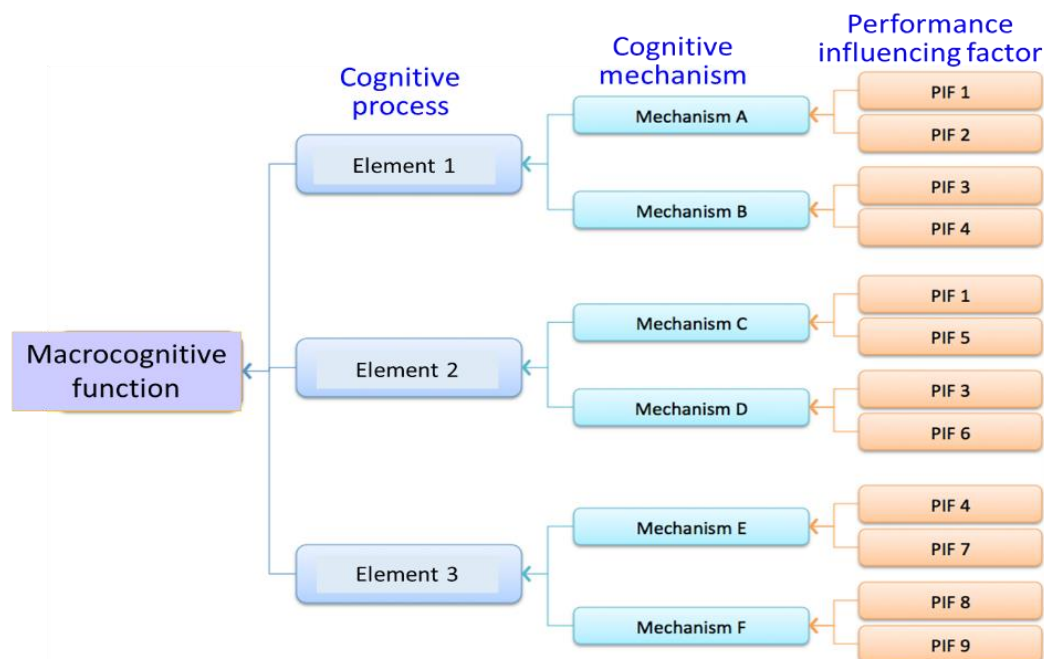 Performance
influencing factor
Cognitive
mechanism
Cognitive
process
PIF 1
Mechanism A
PIF 2
Element 1
PIF 3
Mechanism B
PIF 4
PIF 1
Mechanism C
PIF 5
Macrocognitive
function
Element 2
PIF 3
Mechanism D
PIF 6
PIF 4
Mechanism E
PIF 7
Element 3
PIF 8
Mechanism F
PIF 9